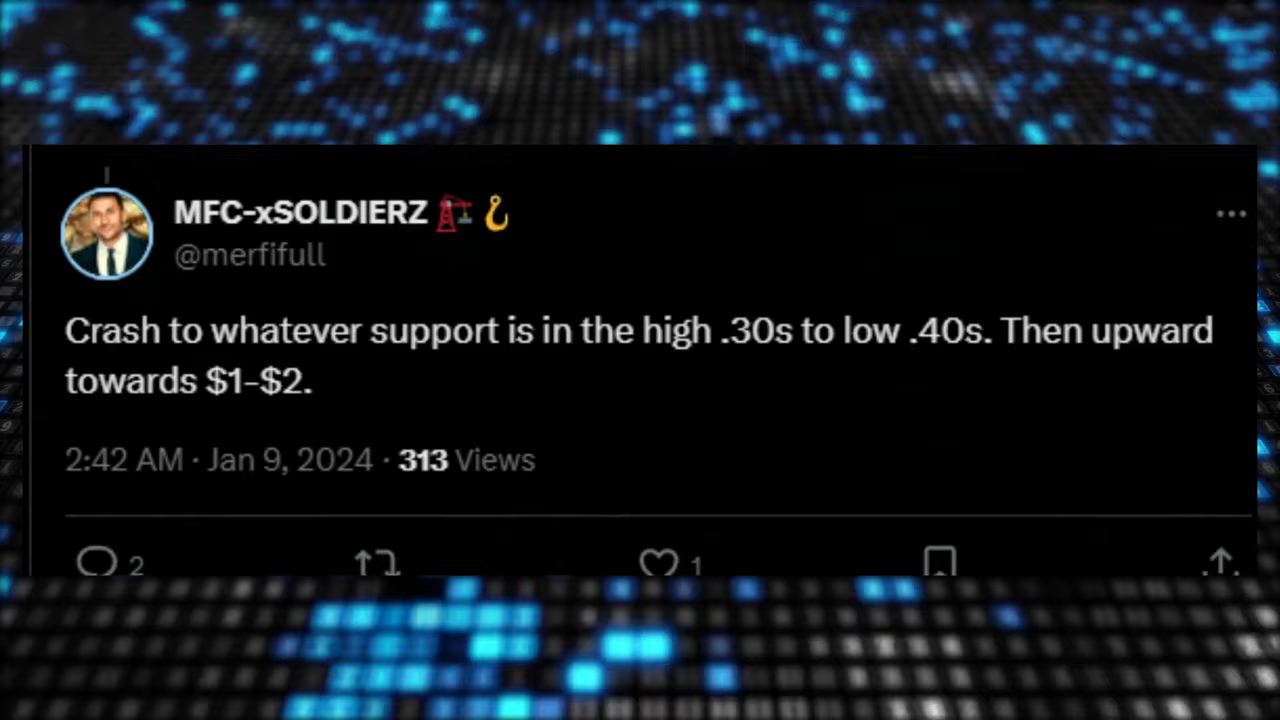 MFC-xSOLDIERZ 🏗️ 🪝
@merfifull
Crash to whatever support is in the high .30s to low .40s. Then upward
towards $1-$2.
2:42 AM · Jan 9, 2024 · 313 Views
2 1